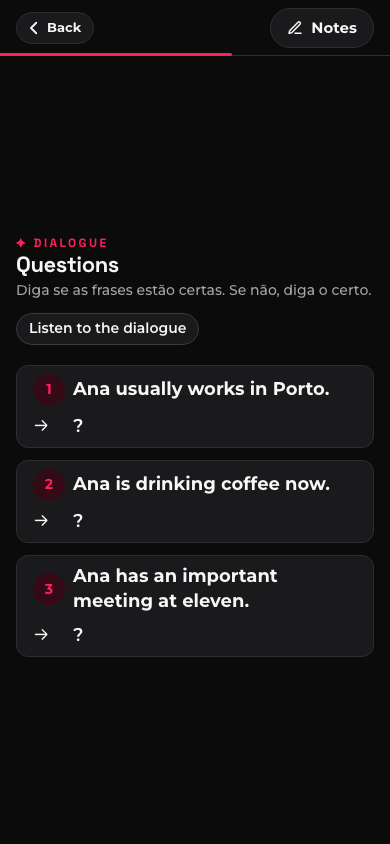 Back
Notes
DIALOGUE
Questions
Diga se as frases estão certas. Se não, diga o certo.
Listen to the dialogue
1 Ana usually works in Porto.
→ ?
2 Ana is drinking coffee now.
→ ?
3 Ana has an important
meeting at eleven.
→ ?